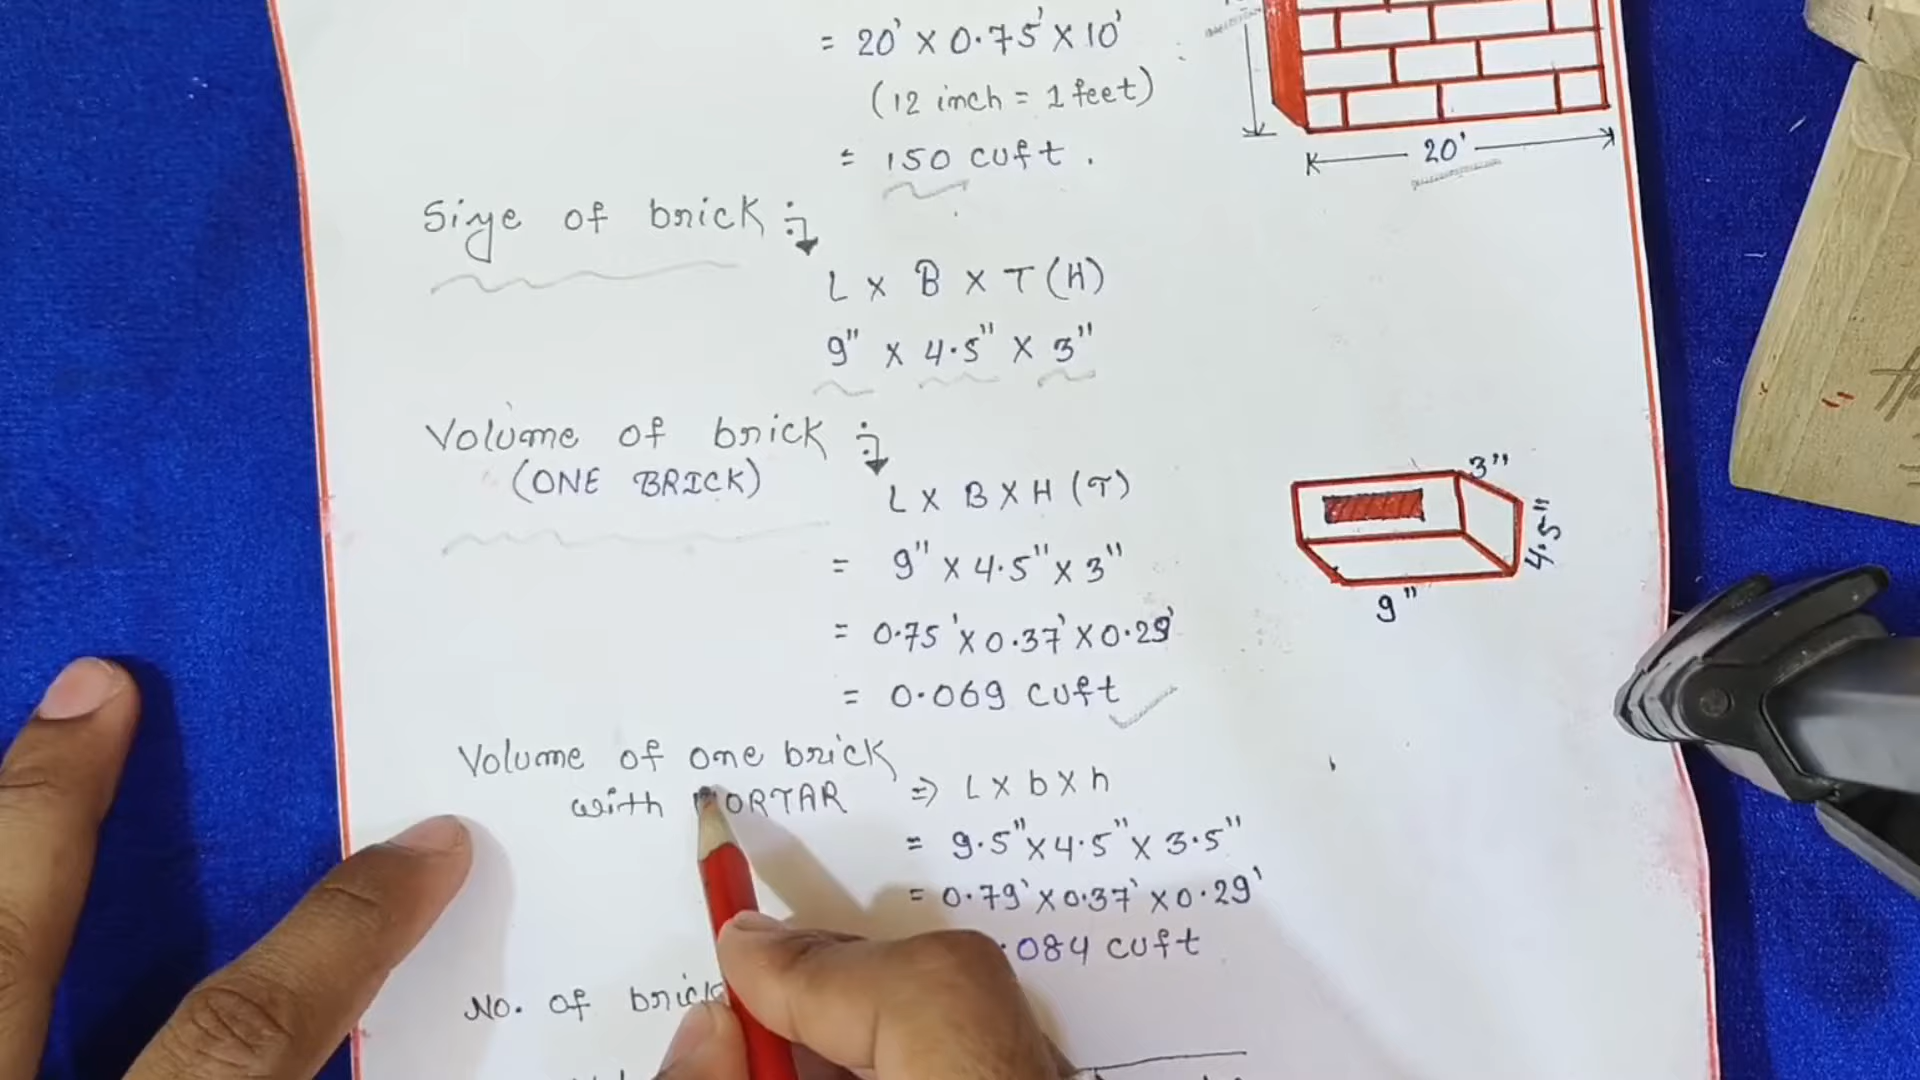 = 20' X 0.75' X 10'
(12 inch = 1 feet)
= 150 cuft.
20'
Size of brick :
L X B X T (H)
9" X 4.5" X 3"
Volume of brick :
(ONE BRICK)
L X B X H (T)
= 9" X 4.5" X 3"
= 0.75' X 0.37' X 0.29'
= 0.069 cuft
3"
4.5"
9"
Volume of one brick
with MORTAR
=> L X b X h
= 9.5" X 4.5" X 3.5"
= 0.79' X 0.37' X 0.29'
.084 cuft
No. of brick